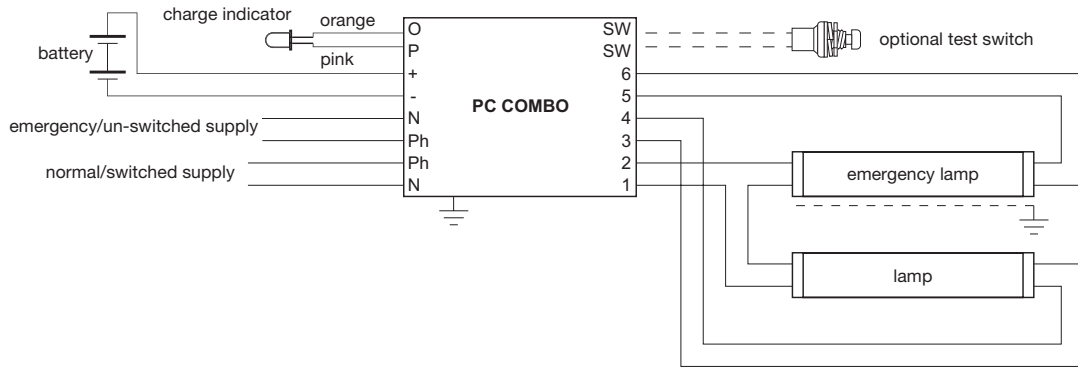 charge indicator
orange
pink
battery
emergency/un-switched supply
normal/switched supply
O
P
+
-
N
Ph
Ph
N
PC COMBO
SW
SW
6
5
4
3
2
1
optional test switch
emergency lamp
lamp